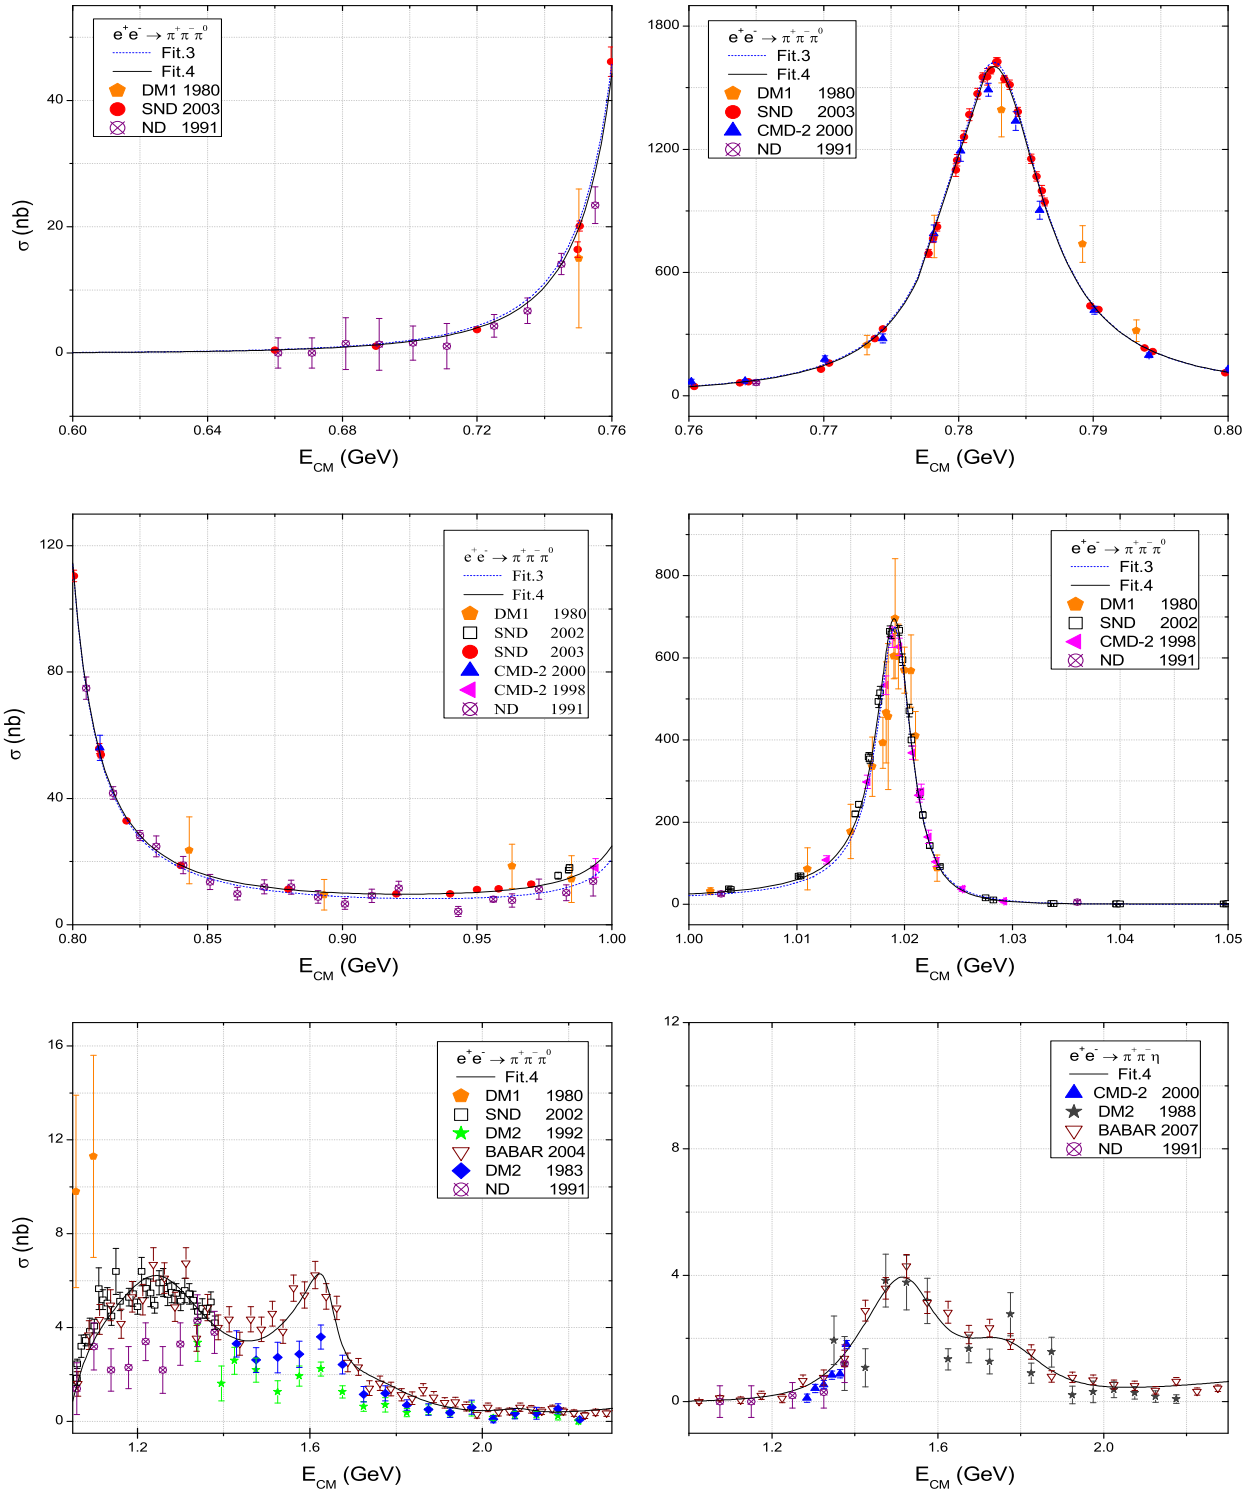 e⁺e⁻ → π⁺π⁻π⁰
Fit.3
Fit.4
DM1 1980
SND 2003
ND 1991
40
20
0
σ (nb)
0.60 0.64 0.68 0.72 0.76
E_CM (GeV)
e⁺e⁻ → π⁺π⁻π⁰
Fit.3
Fit.4
DM1 1980
SND 2003
CMD-2 2000
ND 1991
1800
1200
600
0
0.76 0.77 0.78 0.79 0.80
E_CM (GeV)
e⁺e⁻ → π⁺π⁻π⁰
Fit.3
Fit.4
DM1 1980
SND 2002
SND 2003
CMD-2 2000
CMD-2 1998
ND 1991
120
80
40
0
σ (nb)
0.80 0.85 0.90 0.95 1.00
E_CM (GeV)
e⁺e⁻ → π⁺π⁻π⁰
Fit.3
Fit.4
DM1 1980
SND 2002
CMD-2 1998
ND 1991
800
600
400
200
0
1.00 1.01 1.02 1.03 1.04 1.05
E_CM (GeV)
e⁺e⁻ → π⁺π⁻π⁰
Fit.4
DM1 1980
SND 2002
DM2 1992
BABAR 2004
DM2 1983
ND 1991
16
12
8
4
0
σ (nb)
1.2 1.6 2.0
E_CM (GeV)
e⁺e⁻ → π⁺π⁻η
Fit.4
CMD-2 2000
DM2 1988
BABAR 2007
ND 1991
12
8
4
0
1.2 1.6 2.0
E_CM (GeV)